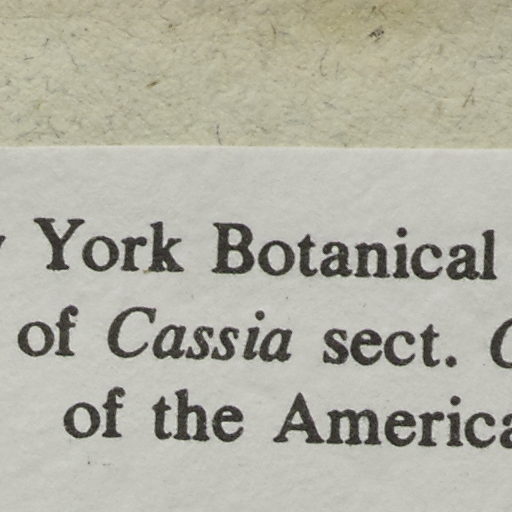 York Botanical
of Cassia sect.
of the America